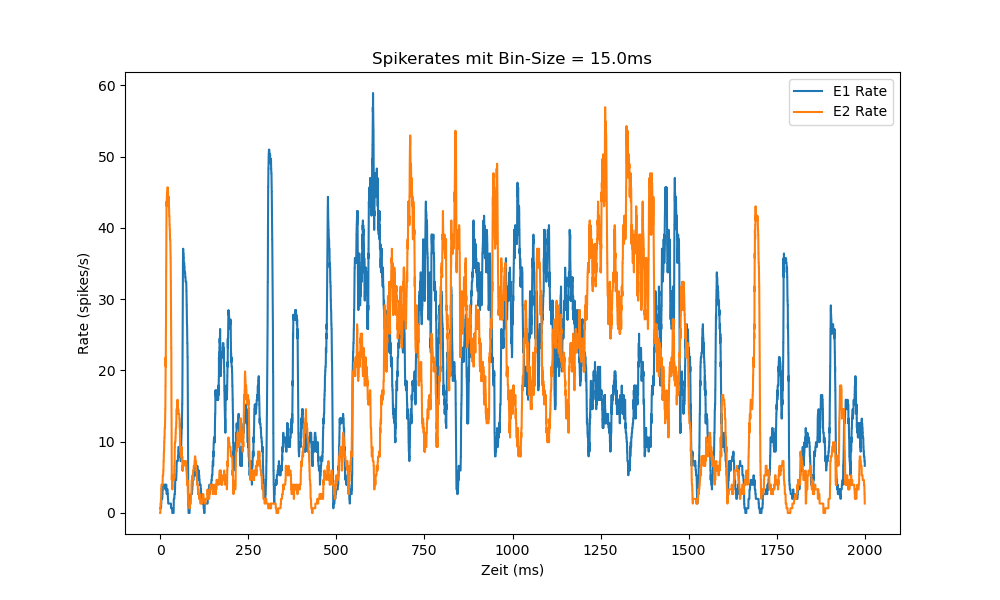 Spikerates mit Bin-Size = 15.0ms
E1 Rate
E2 Rate
Rate (spikes/s)
60
50
40
30
20
10
0
0 250 500 750 1000 1250 1500 1750 2000
Zeit (ms)